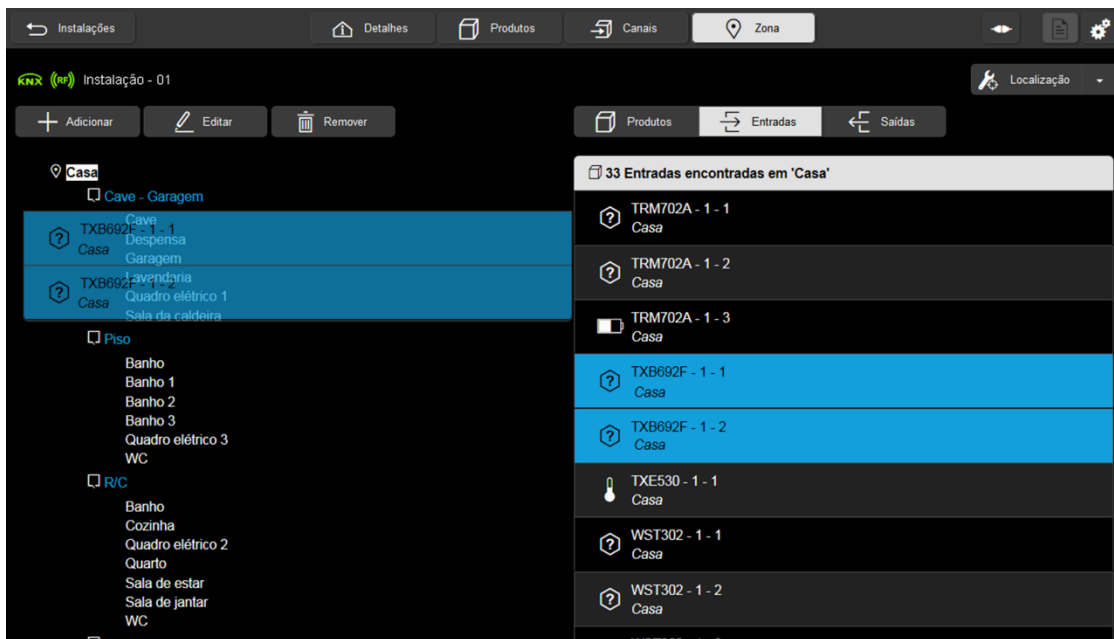 Instalações
Detalhes
Produtos
Canais
Zona
KNX ((RF)) Instalação - 01
Localização
Adicionar
Editar
Remover
Produtos
Entradas
Saídas
Casa
Cave - Garagem
Cave
TXB692F - 1 - 1
Despensa
Casa
Garagem
Lavandaria
TXB692F - 1 - 2
Quadro elétrico 1
Casa
Sala da caldeira
Piso
Banho
Banho 1
Banho 2
Banho 3
Quadro elétrico 3
WC
R/C
Banho
Cozinha
Quadro elétrico 2
Quarto
Sala de estar
Sala de jantar
WC
33 Entradas encontradas em 'Casa'
TRM702A - 1 - 1
Casa
TRM702A - 1 - 2
Casa
TRM702A - 1 - 3
Casa
TXB692F - 1 - 1
Casa
TXB692F - 1 - 2
Casa
TXE530 - 1 - 1
Casa
WST302 - 1 - 1
Casa
WST302 - 1 - 2
Casa